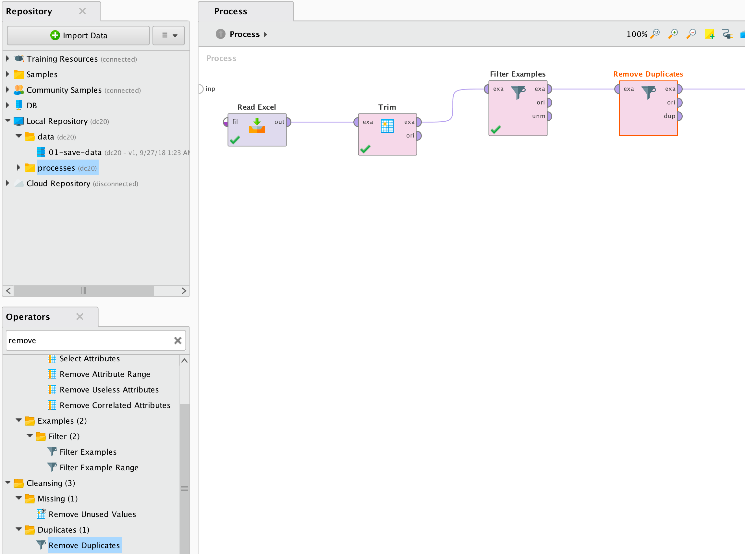 Repository
Import Data
Training Resources (connected)
Samples
Community Samples (connected)
DB
Local Repository (dc20)
data (dc20)
01-save-data (dc20 - v1, 9/27/18 1:23 AM
processes (dc20)
Cloud Repository (disconnected)
Operators
remove
Select Attributes
Remove Attribute Range
Remove Useless Attributes
Remove Correlated Attributes
Examples (2)
Filter (2)
Filter Examples
Filter Example Range
Cleansing (3)
Missing (1)
Remove Unused Values
Duplicates (1)
Remove Duplicates
Process
Process
100%
Process
inp
Read Excel
fil
out
Trim
exa
exa
ori
Filter Examples
exa
exa
ori
unm
Remove Duplicates
exa
exa
ori
dup